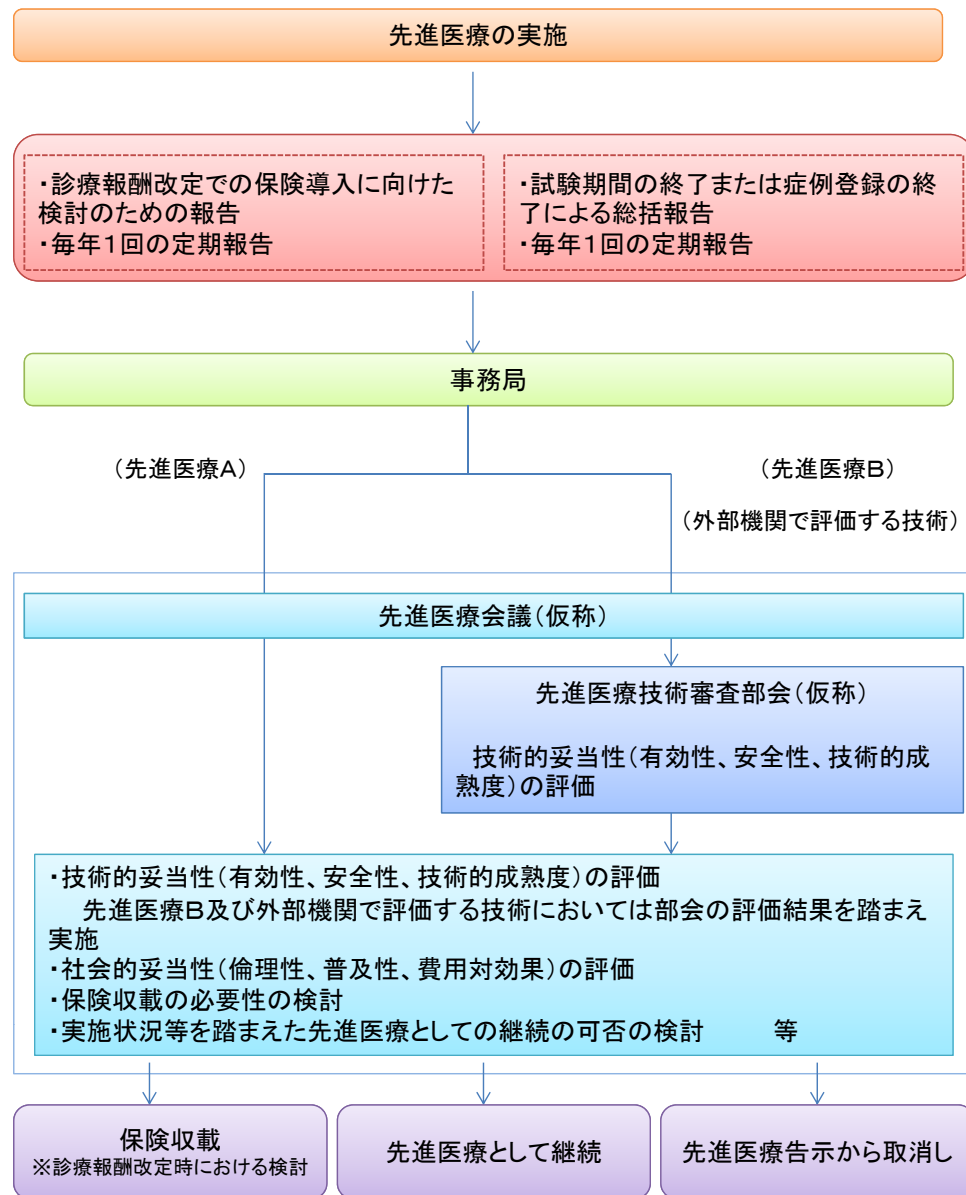 先進医療の実施
・診療報酬改定での保険導入に向けた
検討のための報告
・毎年１回の定期報告
・試験期間の終了または症例登録の終
了による総括報告
・毎年１回の定期報告
事務局
（先進医療Ａ）
（先進医療Ｂ）
（外部機関で評価する技術）
先進医療会議（仮称）
先進医療技術審査部会（仮称）
技術的妥当性（有効性、安全性、技術的成
熟度）の評価
・技術的妥当性（有効性、安全性、技術的成熟度）の評価
先進医療Ｂ及び外部機関で評価する技術においては部会の評価結果を踏まえ
実施
・社会的妥当性（倫理性、普及性、費用対効果）の評価
・保険収載の必要性の検討
・実施状況等を踏まえた先進医療としての継続の可否の検討　　　等
保険収載
※診療報酬改定時における検討
先進医療として継続
先進医療告示から取消し